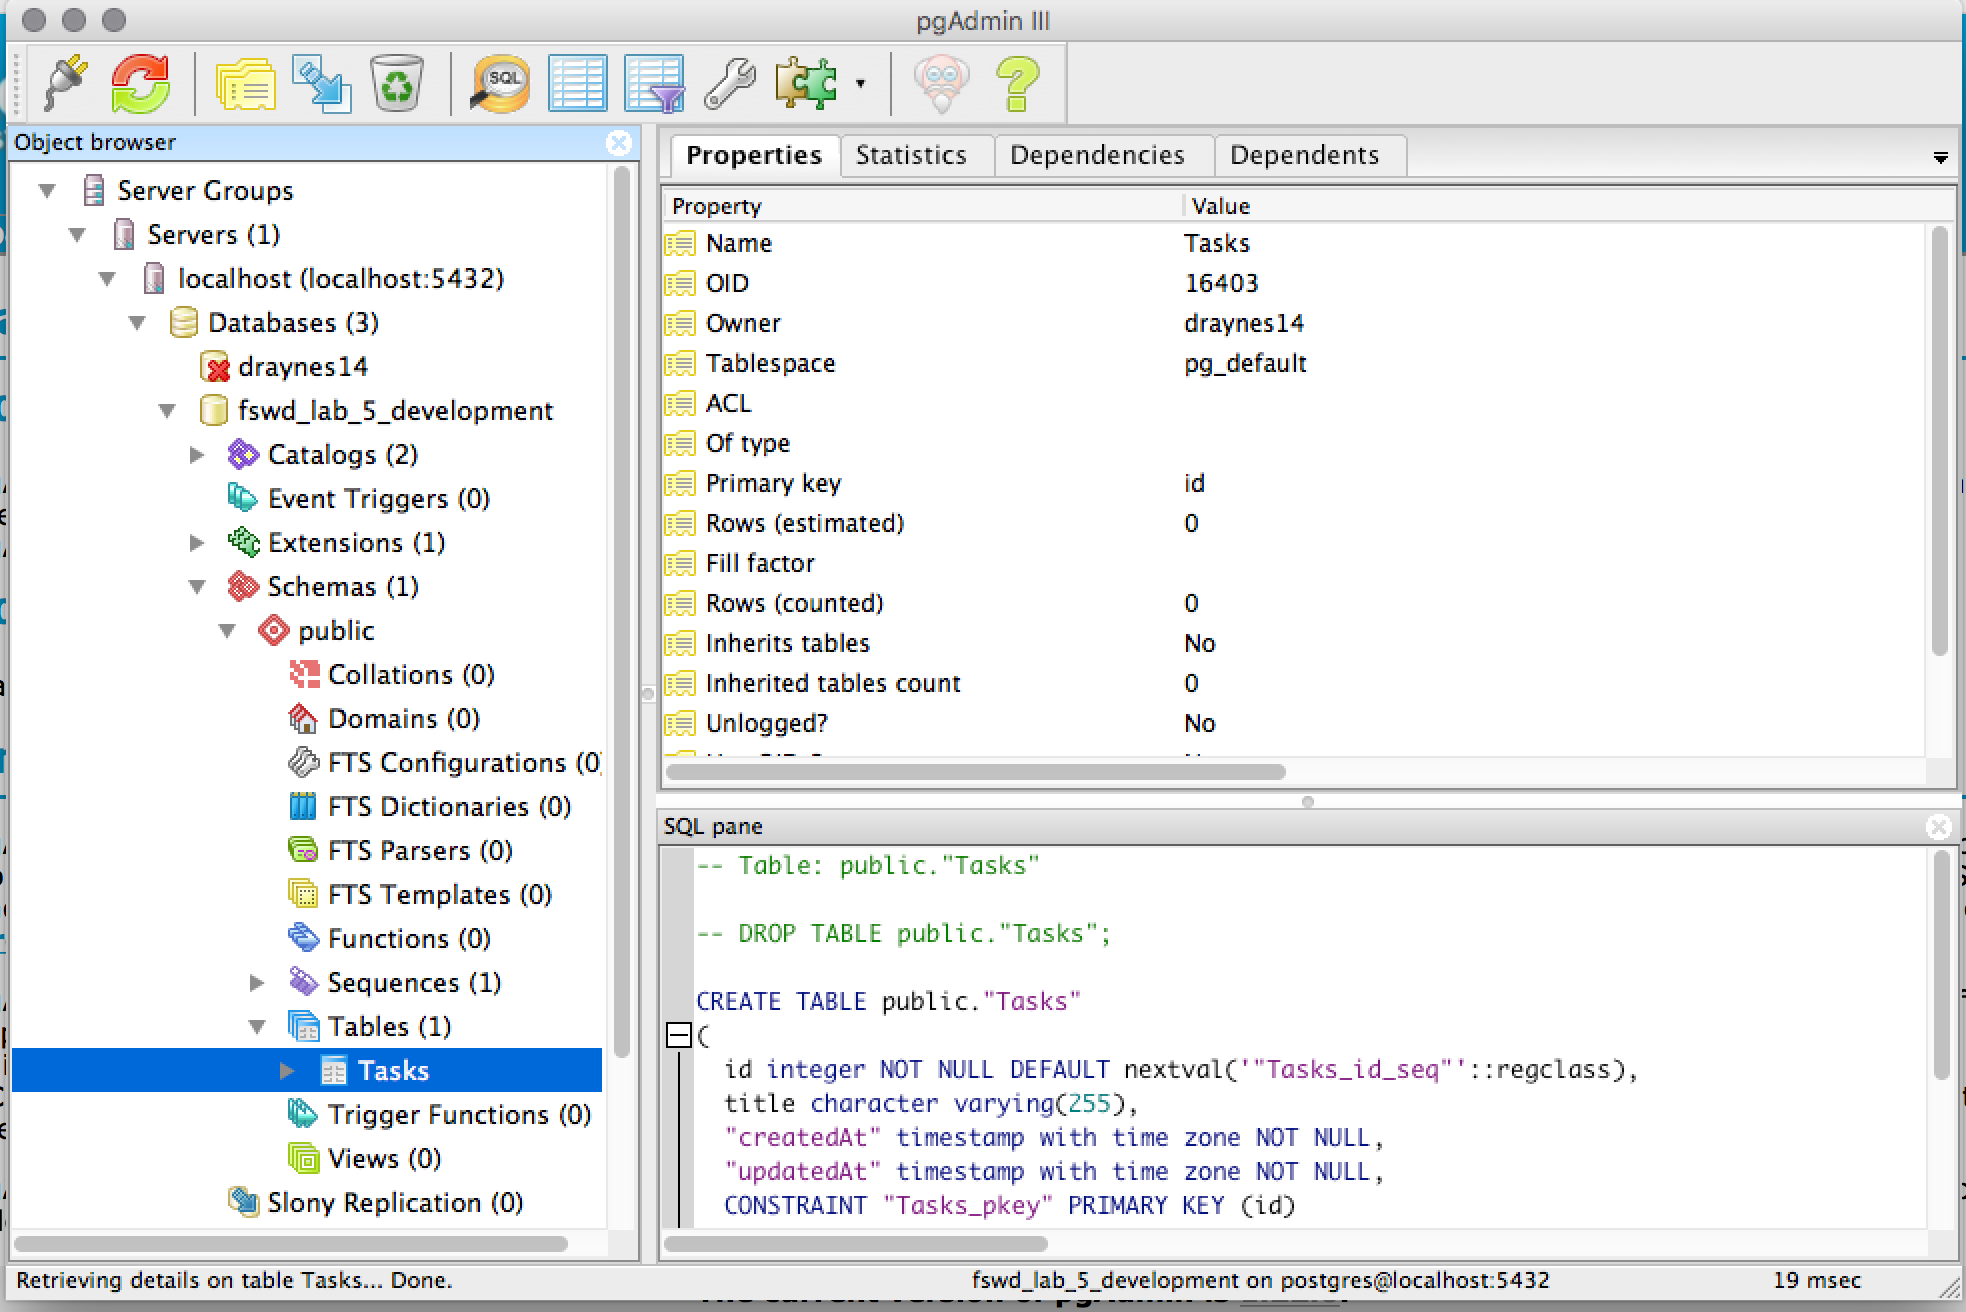 pgAdmin III
SQL
Object browser
Server Groups
Servers (1)
localhost (localhost:5432)
Databases (3)
draynes14
fswd_lab_5_development
Catalogs (2)
Event Triggers (0)
Extensions (1)
Schemas (1)
public
Collations (0)
Domains (0)
FTS Configurations (0)
FTS Dictionaries (0)
FTS Parsers (0)
FTS Templates (0)
Functions (0)
Sequences (1)
Tables (1)
Tasks
Trigger Functions (0)
Views (0)
Slony Replication (0)
Properties Statistics Dependencies Dependents
Property Value
Name Tasks
OID 16403
Owner draynes14
Tablespace pg_default
ACL
Of type
Primary key id
Rows (estimated) 0
Fill factor
Rows (counted) 0
Inherits tables No
Inherited tables count 0
Unlogged? No
SQL pane
-- Table: public."Tasks"
-- DROP TABLE public."Tasks";
CREATE TABLE public."Tasks"
(
id integer NOT NULL DEFAULT nextval('"Tasks_id_seq"'::regclass),
title character varying(255),
"createdAt" timestamp with time zone NOT NULL,
"updatedAt" timestamp with time zone NOT NULL,
CONSTRAINT "Tasks_pkey" PRIMARY KEY (id)
Retrieving details on table Tasks... Done. fswd_lab_5_development on postgres@localhost:5432 19 msec